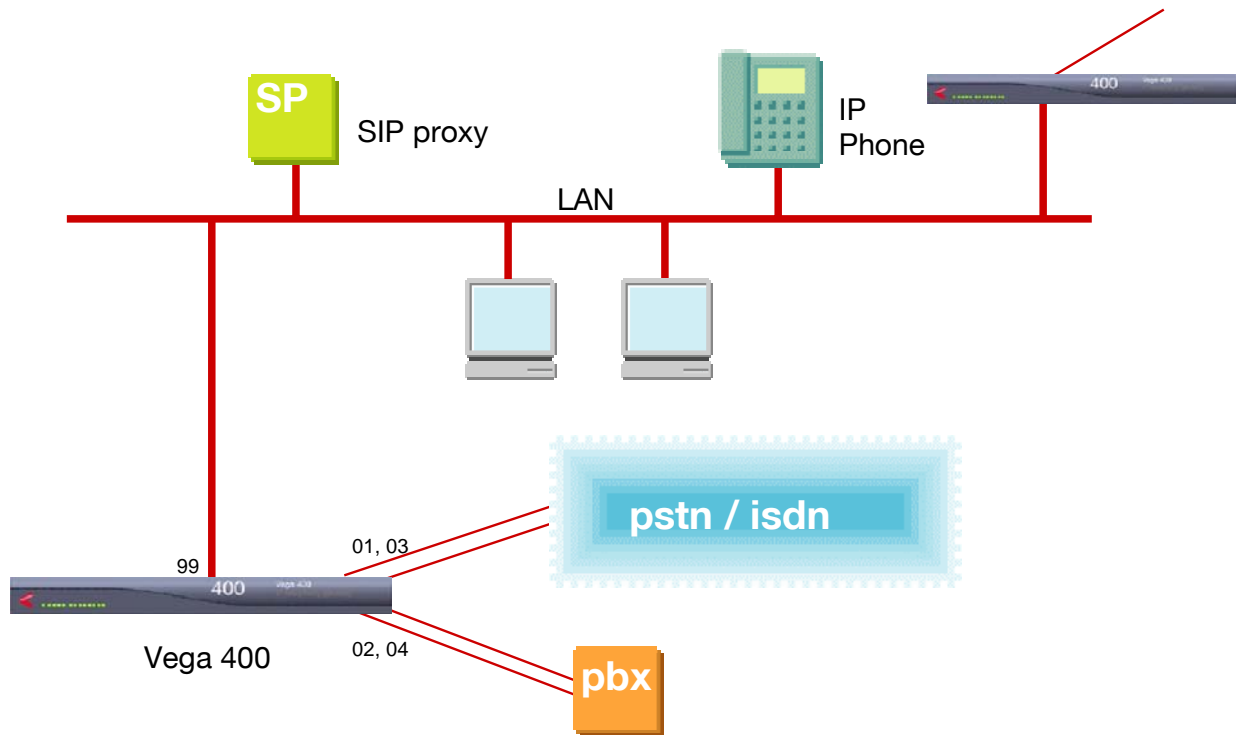 SP
SIP proxy
IP
Phone
400
LAN
pstn / isdn
01, 03
99
400
Vega 400
02, 04
pbx